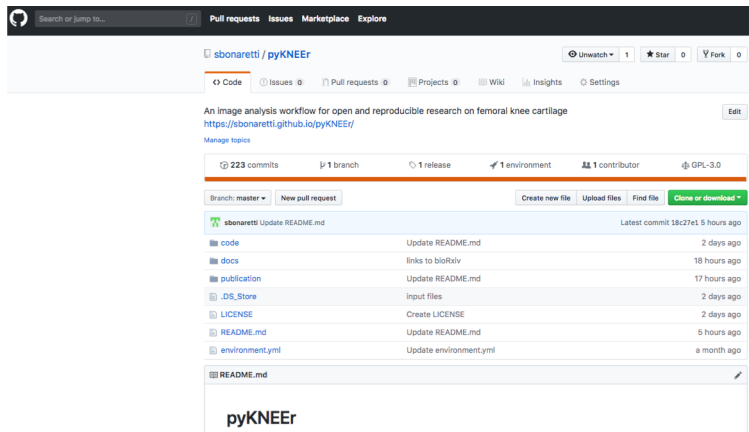 Search or jump to... / Pull requests Issues Marketplace Explore
sbonaretti / pyKNEEr Unwatch 1 Star 0 Fork 0
Code Issues 0 Pull requests 0 Projects 0 Wiki Insights Settings
An image analysis workflow for open and reproducible research on femoral knee cartilage Edit
https://sbonaretti.github.io/pyKNEEr/
Manage topics
223 commits 1 branch 1 release 1 environment 1 contributor GPL-3.0
Branch: master New pull request Create new file Upload files Find file Clone or download
sbonaretti Update README.md Latest commit 18c27e1 5 hours ago
code Update README.md 2 days ago
docs links to bioRxiv 18 hours ago
publication Update README.md 17 hours ago
.DS_Store input files 2 days ago
LICENSE Create LICENSE 2 days ago
README.md Update README.md 5 hours ago
environment.yml Update environment.yml a month ago
README.md
pyKNEEr